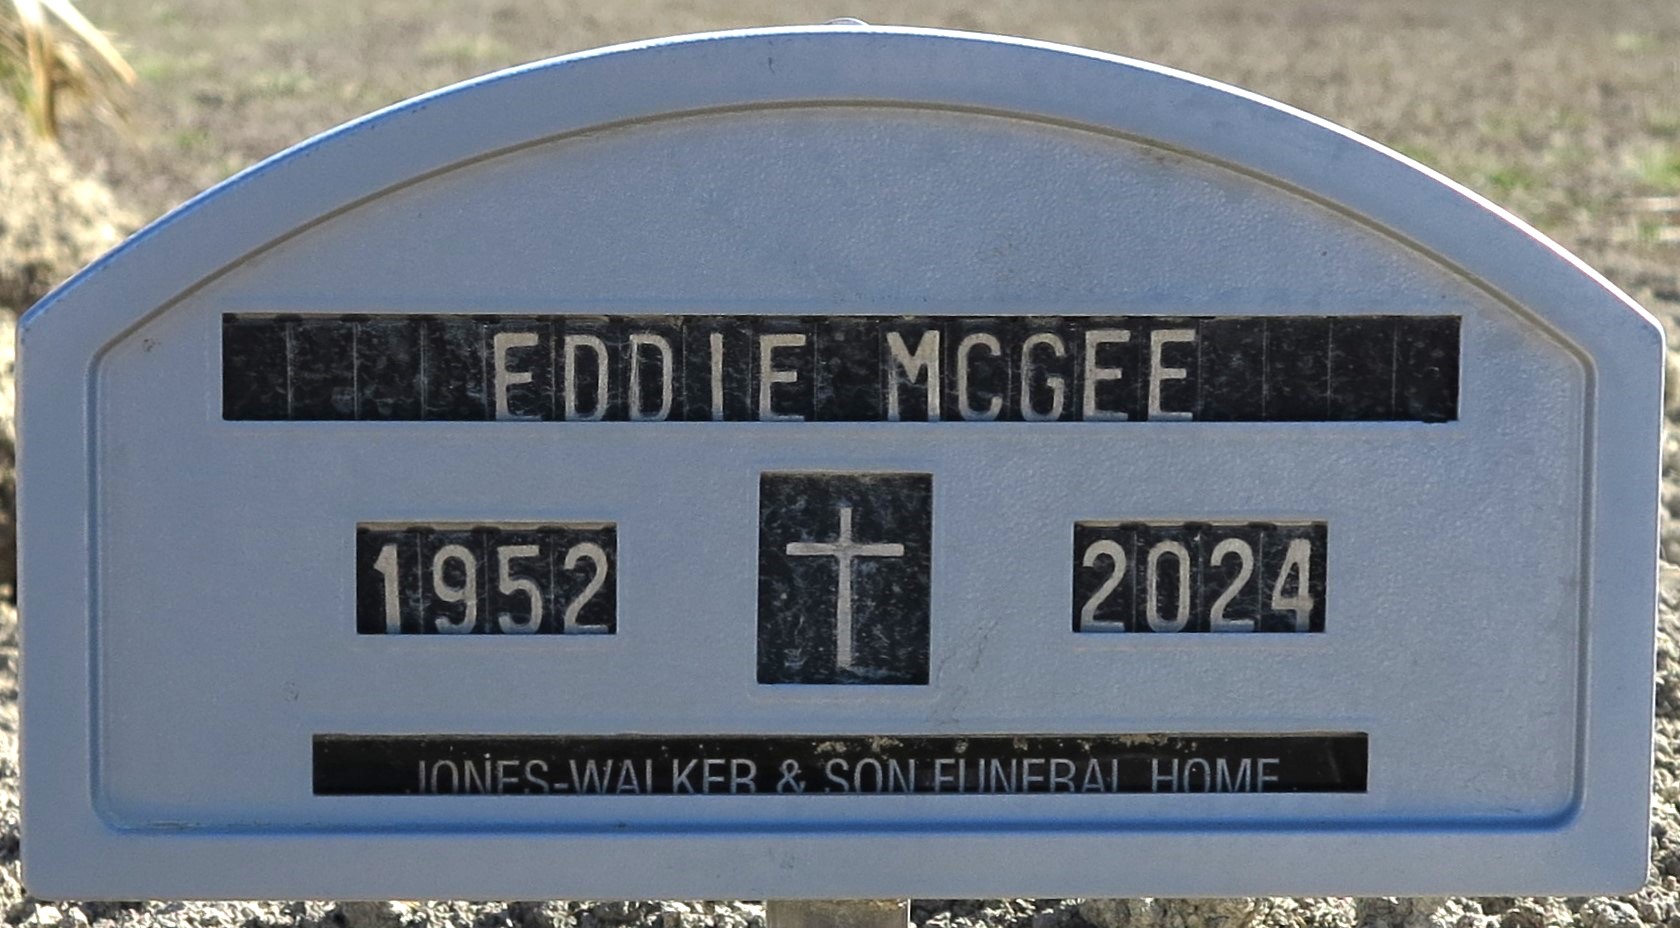 EDDIE MCGEE
1952 2024
JONES-WALKER & SON FUNERAL HOME